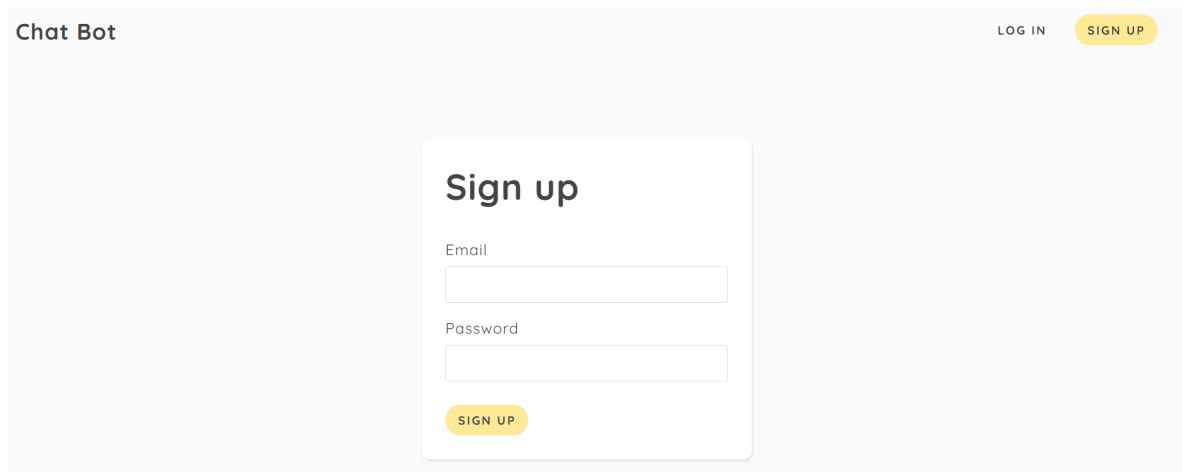 Chat Bot
LOG IN
SIGN UP
Sign up
Email
Password
SIGN UP